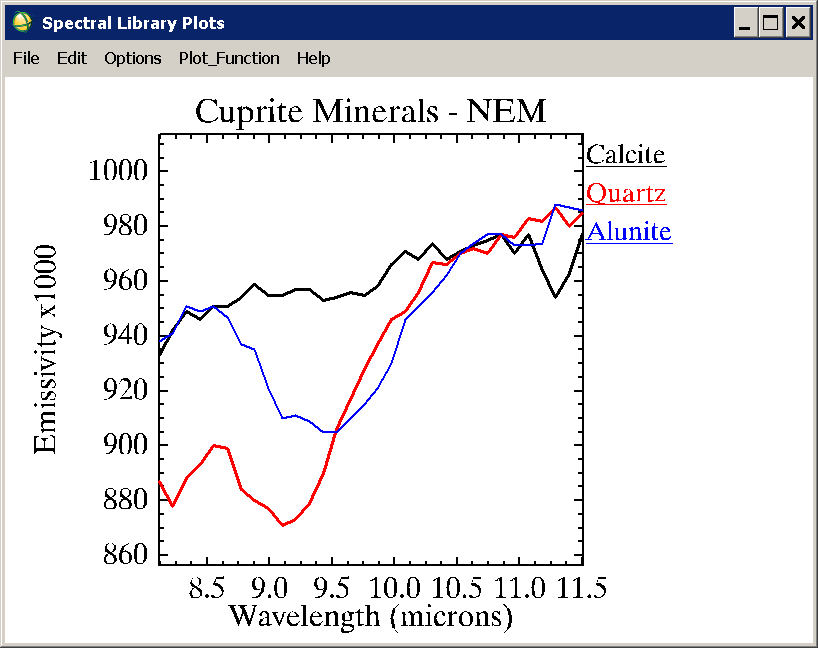 Spectral Library Plots
File Edit Options Plot_Function Help
Cuprite Minerals - NEM
Calcite
Quartz
Alunite
1000
980
960
940
920
900
880
860
Emissivity x1000
8.5 9.0 9.5 10.0 10.5 11.0 11.5
Wavelength (microns)